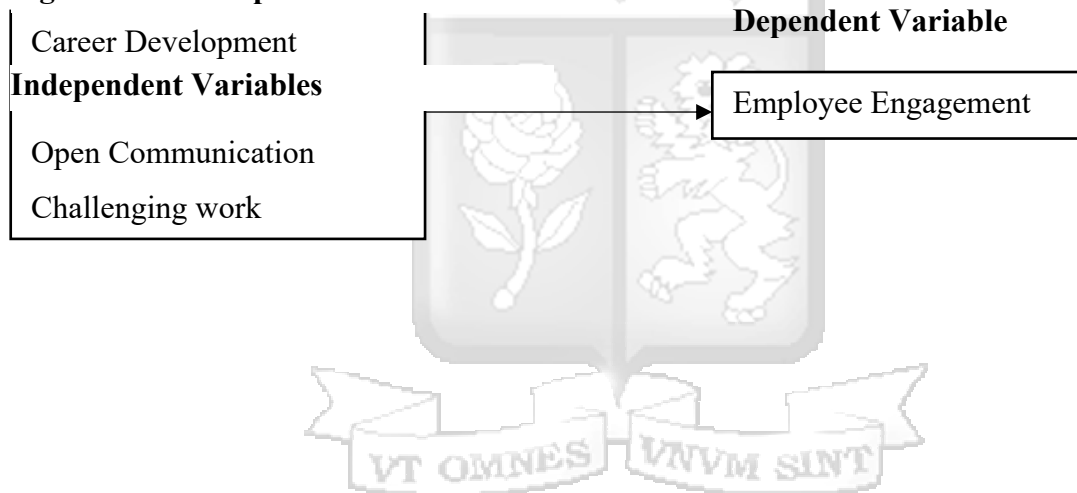 Dependent Variable
Career Development
Independent Variables
Employee Engagement
Open Communication
Challenging work
VT OMNES VNVM SINT